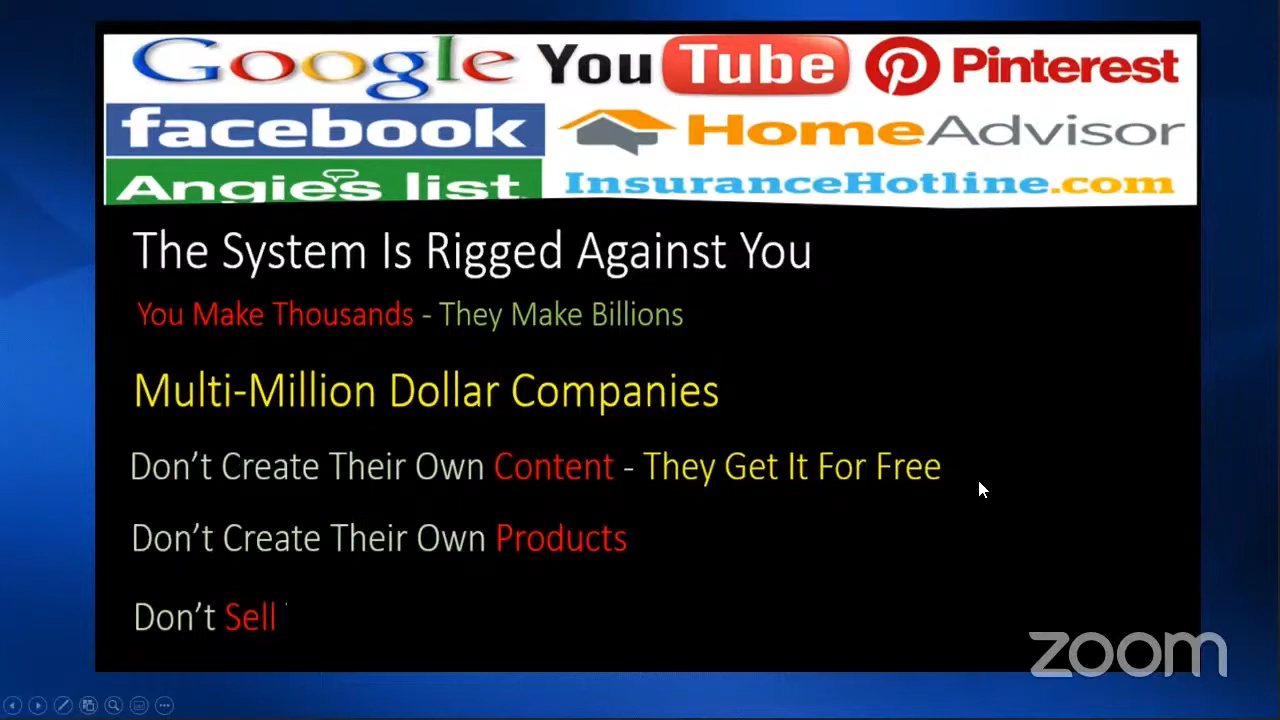 Google YouTube Pinterest
facebook HomeAdvisor
Angie's list InsuranceHotline.com
The System Is Rigged Against You
You Make Thousands - They Make Billions
Multi-Million Dollar Companies
Don't Create Their Own Content - They Get It For Free
Don't Create Their Own Products
Don't Sell
zoom